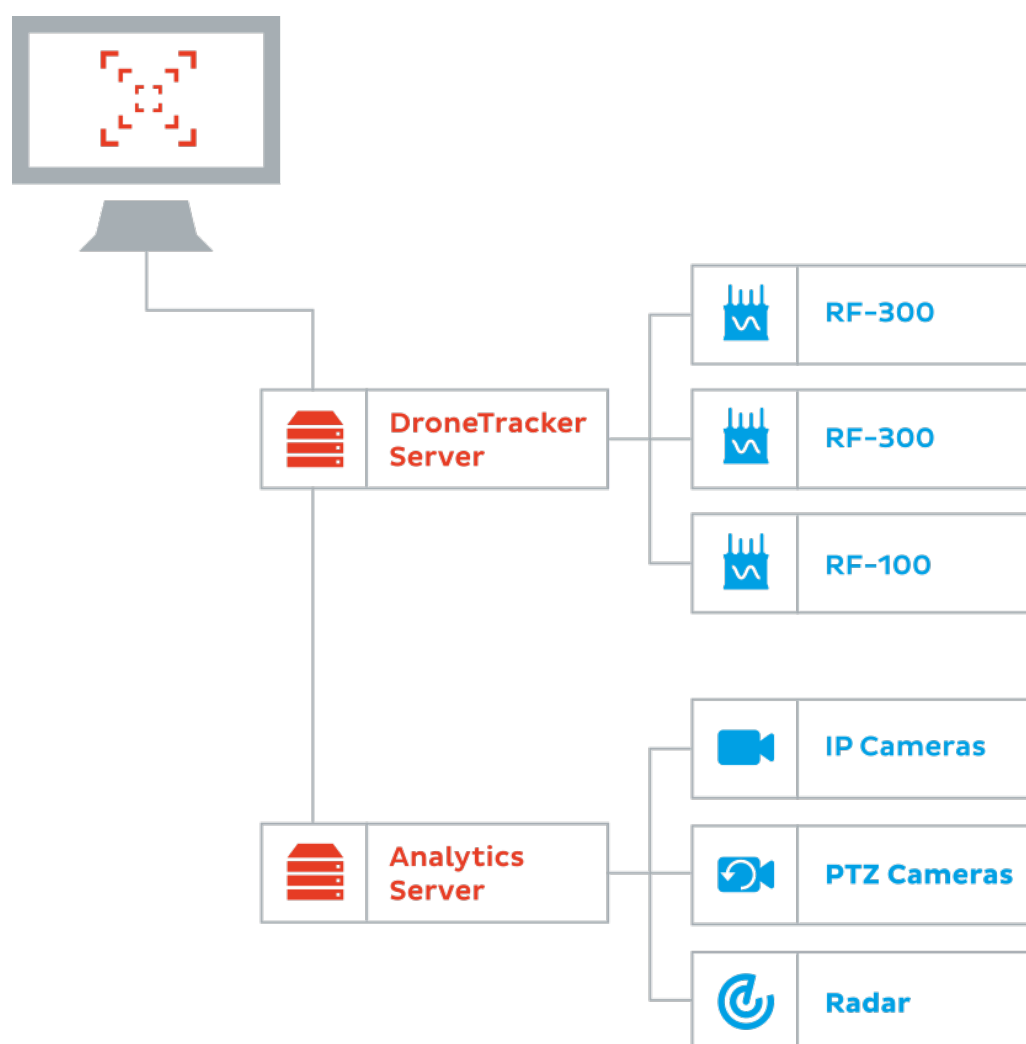 RF-300
DroneTracker
Server
RF-300
RF-100
IP Cameras
Analytics
Server
PTZ Cameras
Radar